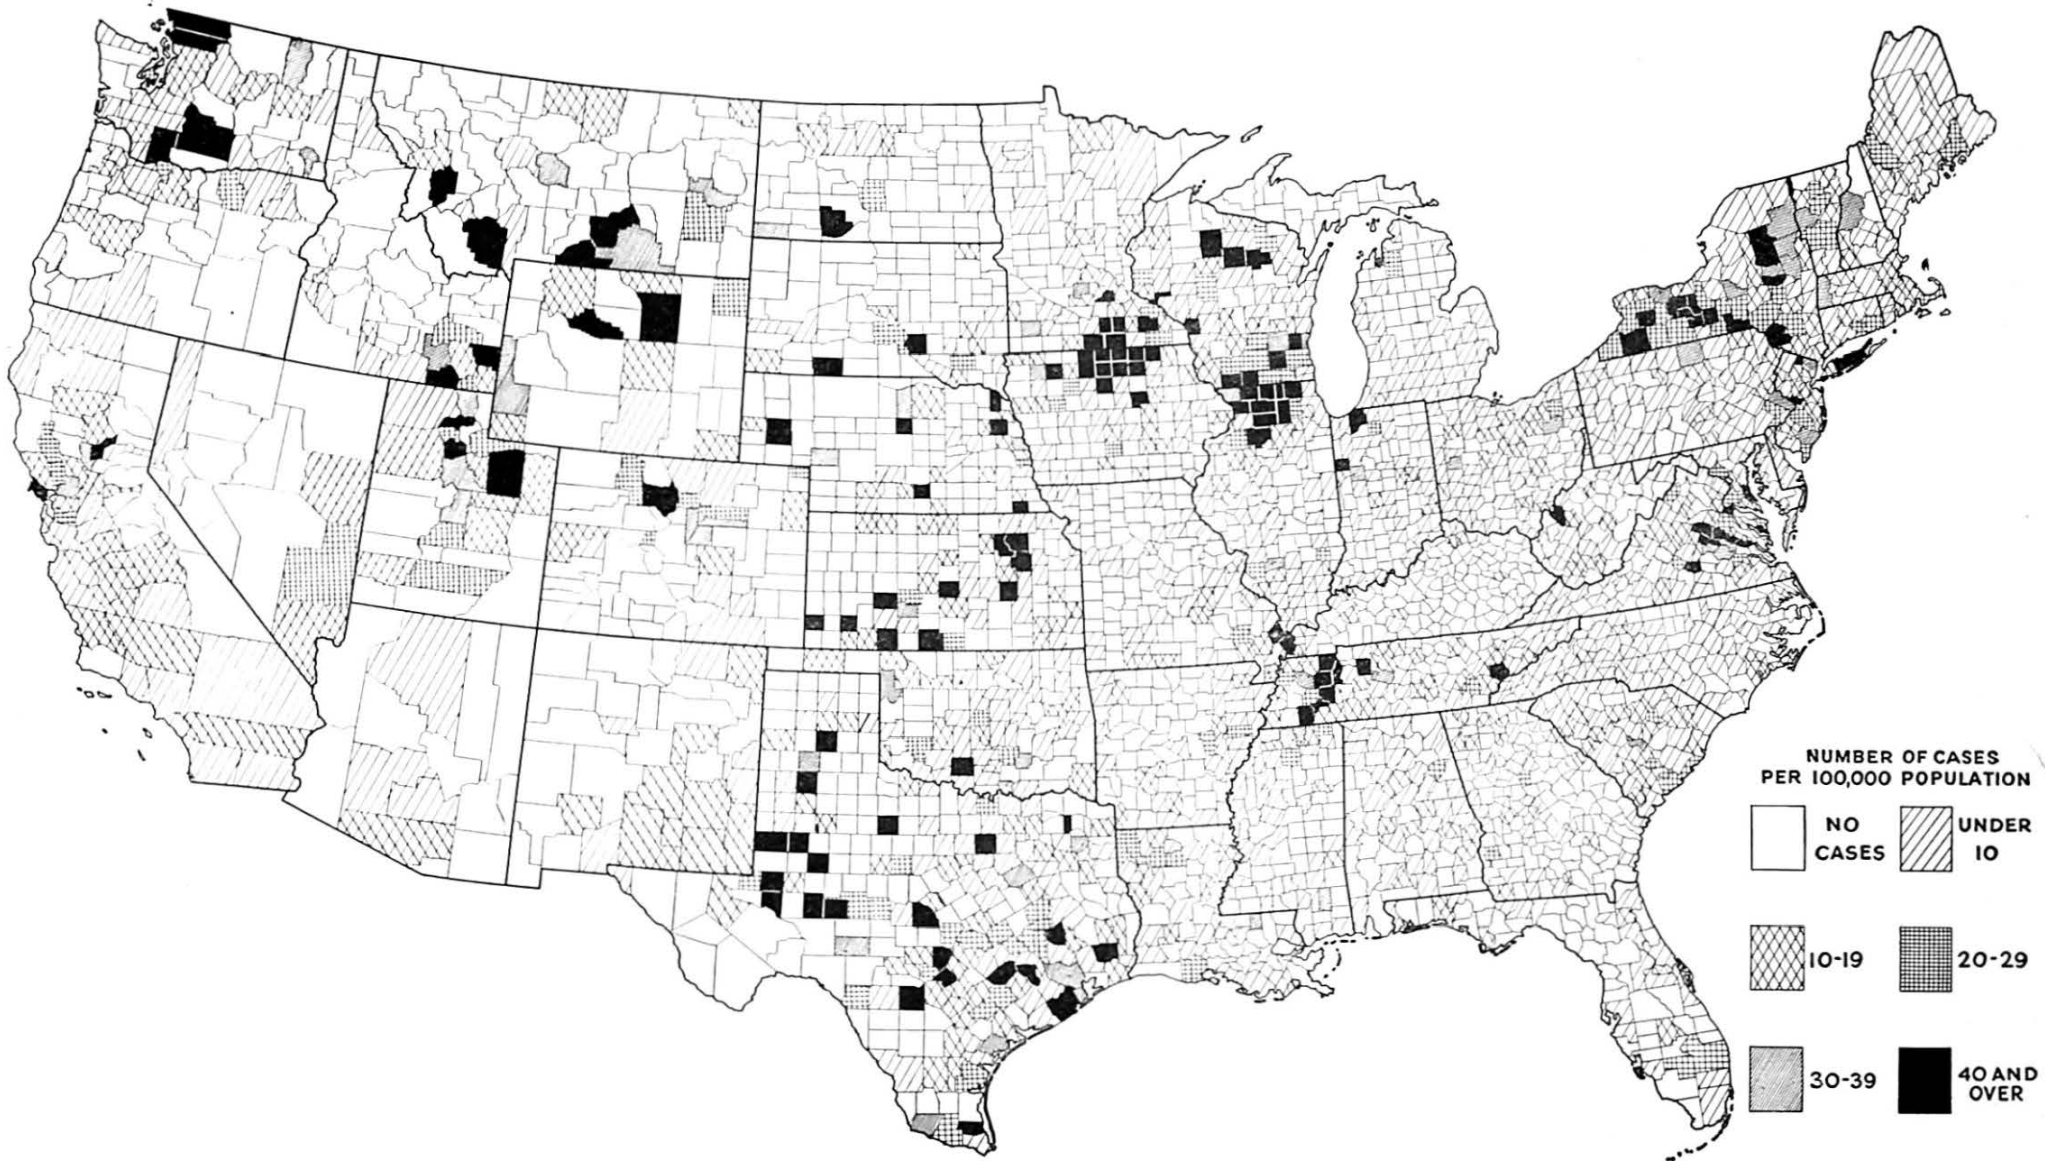 NUMBER OF CASES
PER 100,000 POPULATION
NO
CASES
UNDER
10
10-19
20-29
30-39
40 AND
OVER